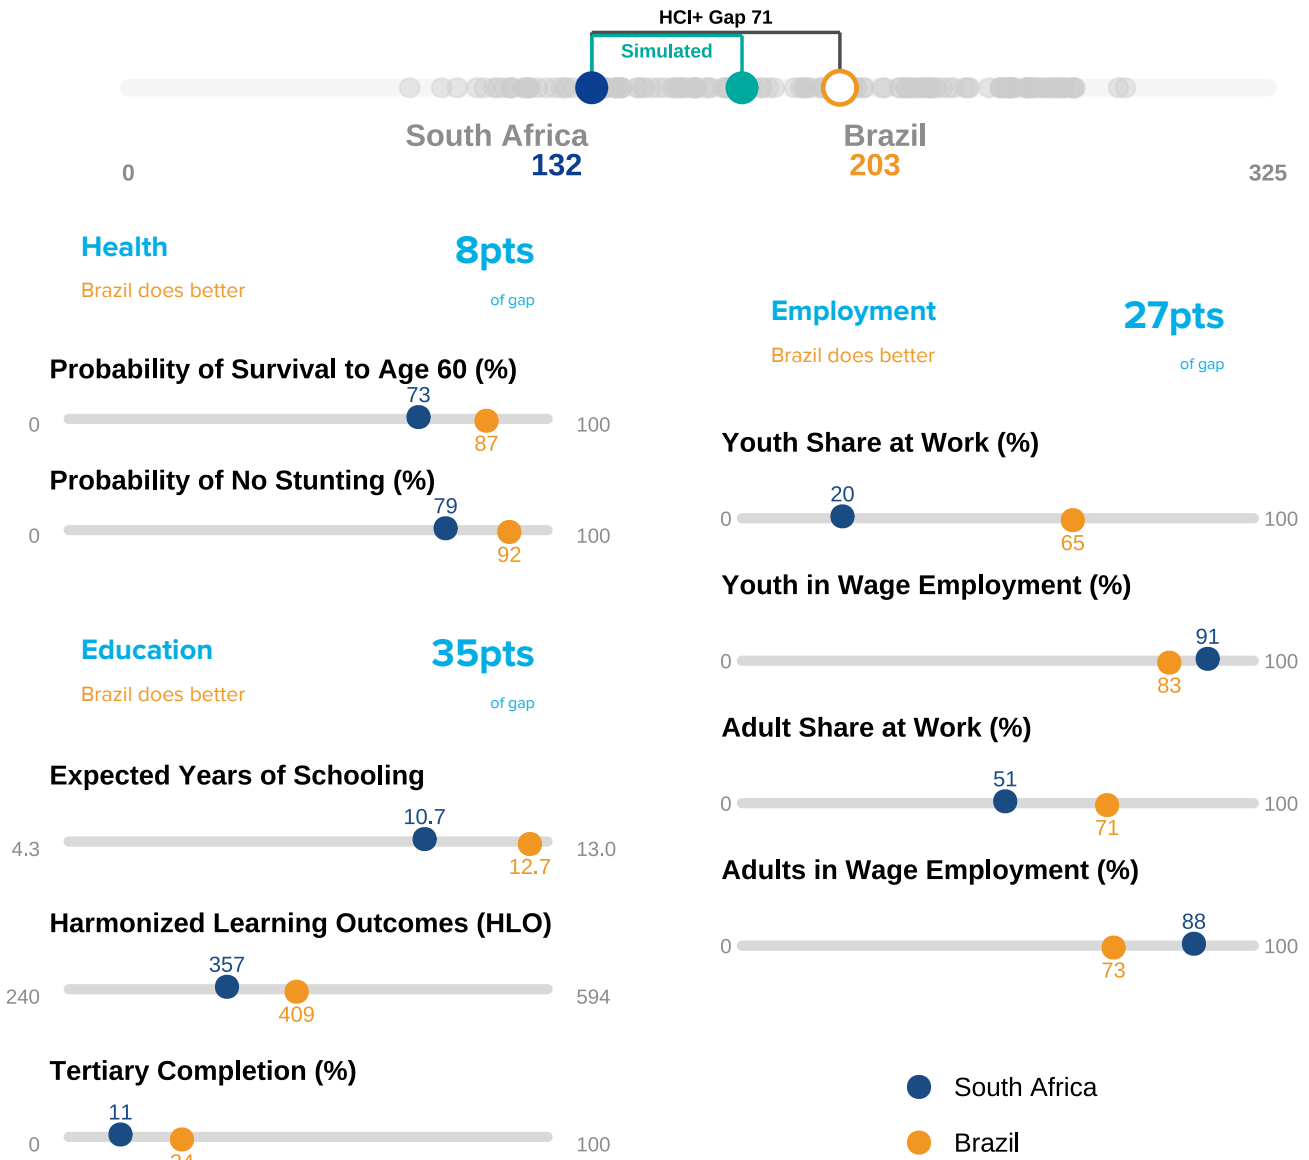 HCI+ Gap 71
Simulated
South Africa
132
Brazil
203
0
325
Health
8pts
Brazil does better
of gap
Probability of Survival to Age 60 (%)
73
0
100
87
Probability of No Stunting (%)
79
0
100
92
Education
35pts
Brazil does better
of gap
Expected Years of Schooling
10.7
4.3
13.0
12.7
Harmonized Learning Outcomes (HLO)
357
240
594
409
Tertiary Completion (%)
11
0
100
Employment
27pts
Brazil does better
of gap
Youth Share at Work (%)
20
0
100
65
Youth in Wage Employment (%)
91
0
100
83
Adult Share at Work (%)
51
0
100
71
Adults in Wage Employment (%)
88
0
100
73
South Africa
Brazil